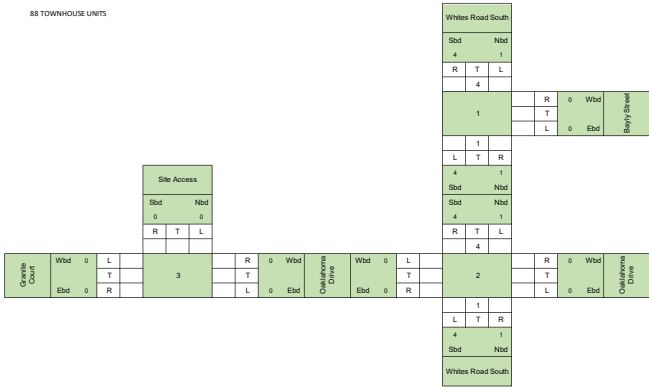 88 TOWNHOUSE UNITS
Whites Road South
Sbd Nbd
4 1
R T L
4
1
R 0 Wbd
T
L 0 Ebd
Bayly Street
1
L T R
4 1
Sbd Nbd
Sbd Nbd
4 1
R T L
4
Site Access
Sbd Nbd
0 0
R T L
Granite
Court
Wbd 0 L
T
Ebd 0 R
3
R 0 Wbd
T
L 0 Ebd
Oaklahoma
Drive
Wbd 0 L
T
Ebd 0 R
2
R 0 Wbd
T
L 0 Ebd
Oaklahoma
Drive
1
L T R
4 1
Sbd Nbd
Whites Road South